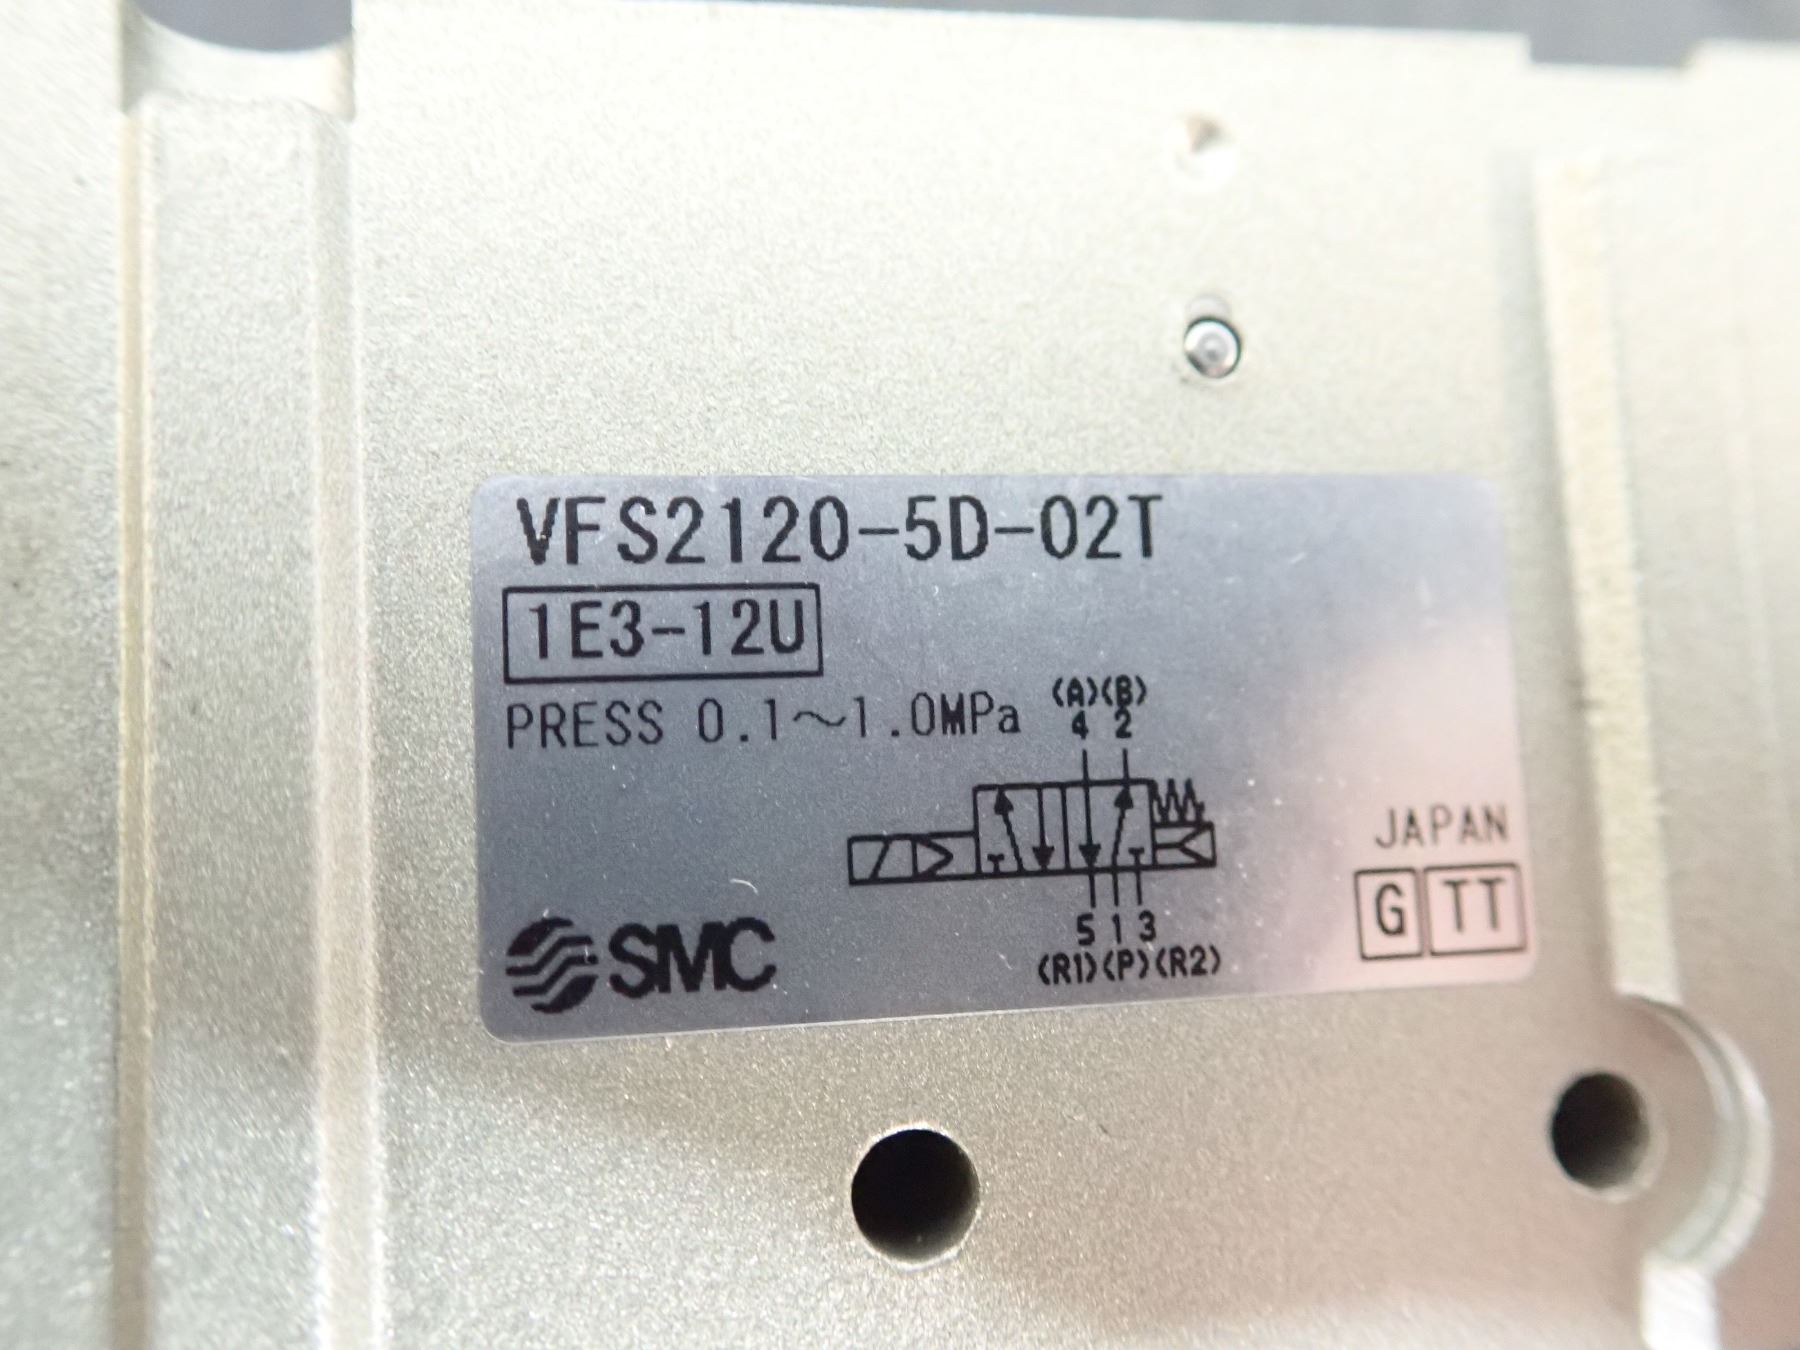 VFS2120-5D-02T
1E3-12U
PRESS 0.1～1.0MPa
(A)(B)
4 2
5 1 3
(R1)(P)(R2)
JAPAN
G TT
SMC